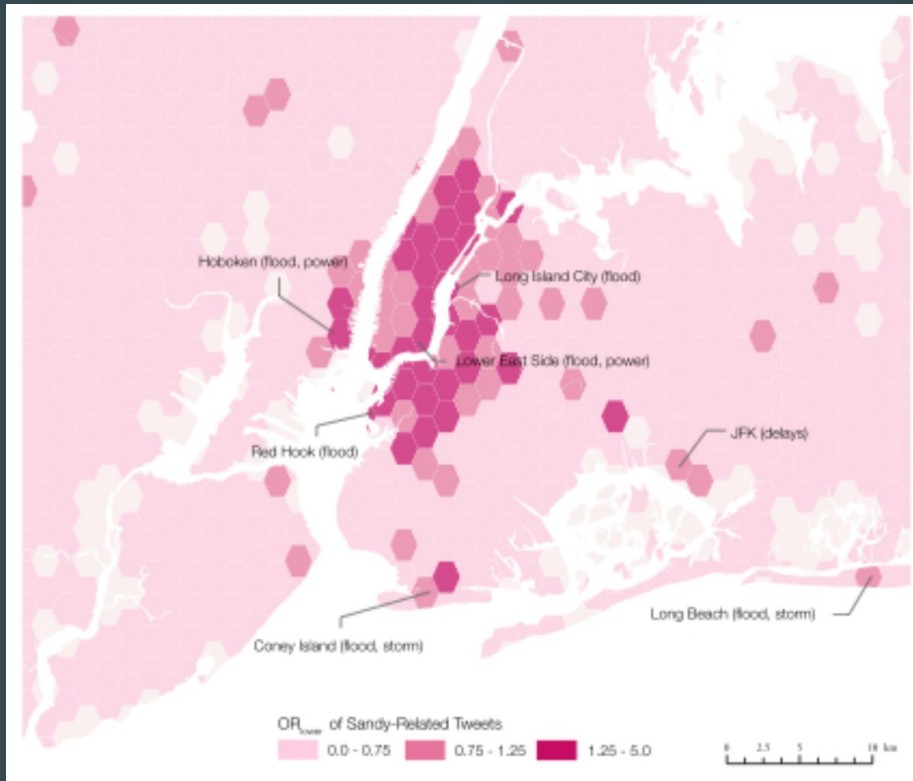 Hoboken (flood, power)
Long Island City (flood)
Lower East Side (flood, power)
Red Hook (flood)
JFK (delays)
Long Beach (flood, storm)
Coney Island (flood, storm)
OR lower of Sandy-Related Tweets
0.0 - 0.75 0.75 - 1.25 1.25 - 5.0
0 2.5 5 10 km